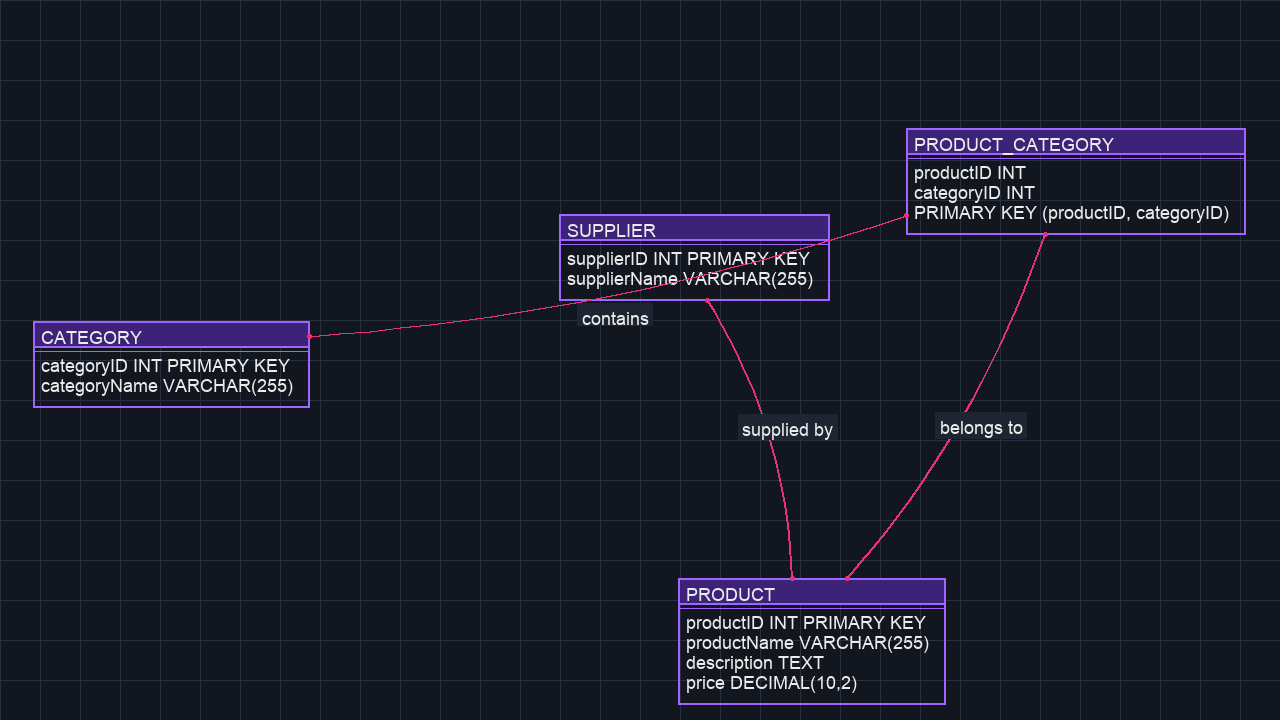 PRODUCT_CATEGORY
productID INT
categoryID INT
PRIMARY KEY (productID, categoryID)
SUPPLIER
supplierID INT PRIMARY KEY
supplierName VARCHAR(255)
contains
CATEGORY
categoryID INT PRIMARY KEY
categoryName VARCHAR(255)
supplied by
belongs to
PRODUCT
productID INT PRIMARY KEY
productName VARCHAR(255)
description TEXT
price DECIMAL(10,2)